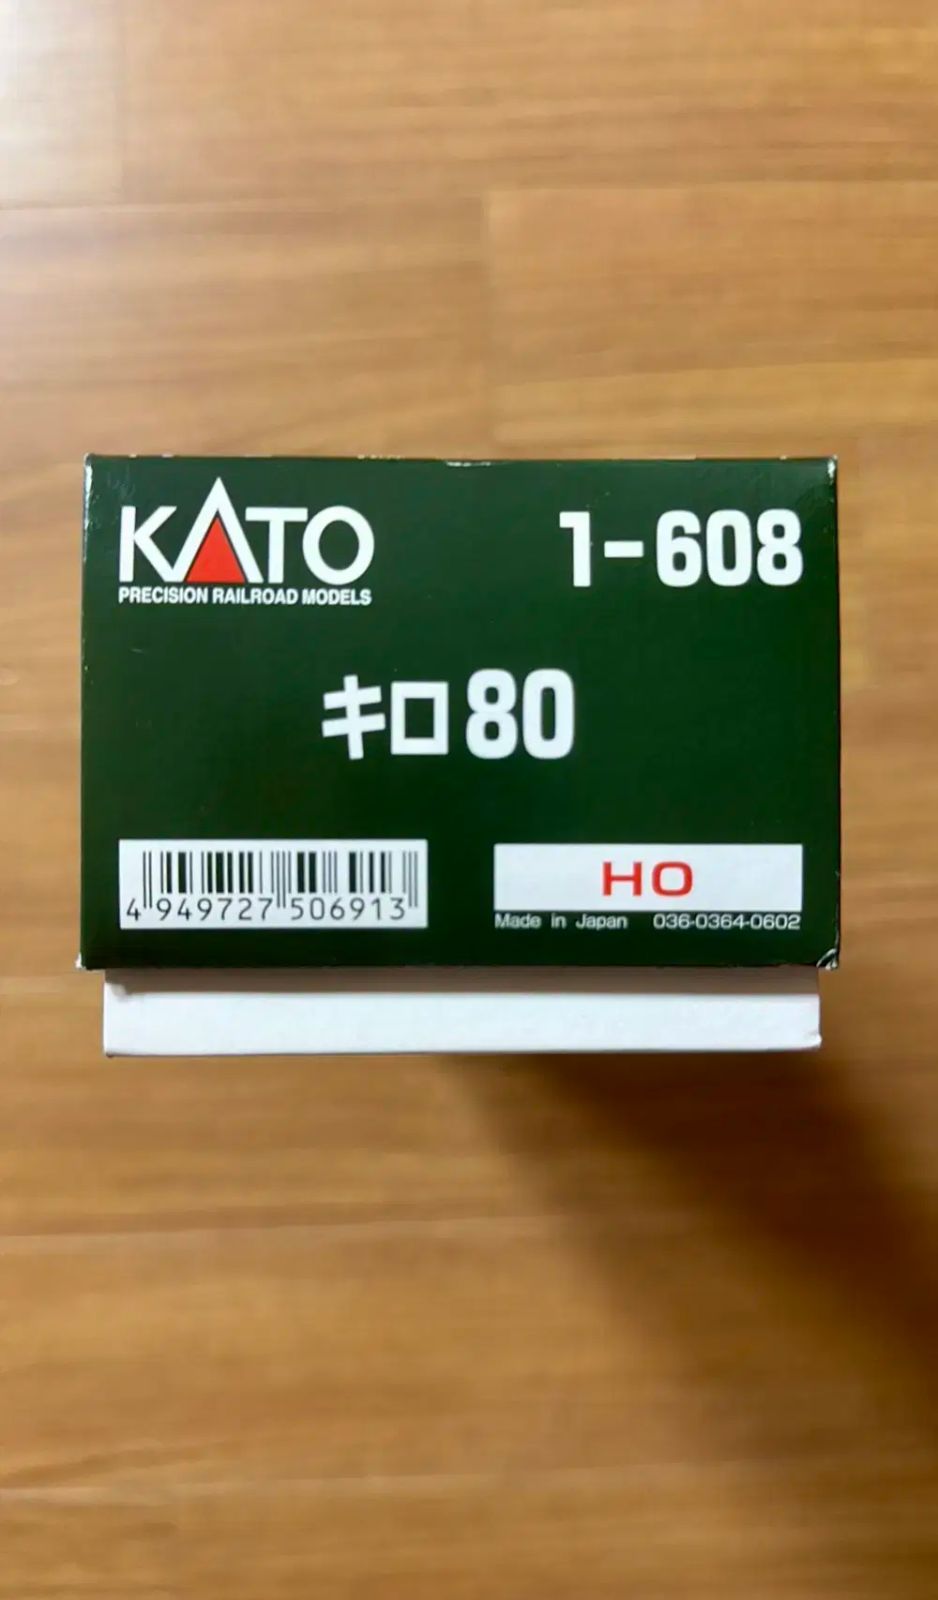 KATO
PRECISION RAILROAD MODELS
1-608
キロ80
4 949727 506913
HO
Made in Japan 036-0364-0602